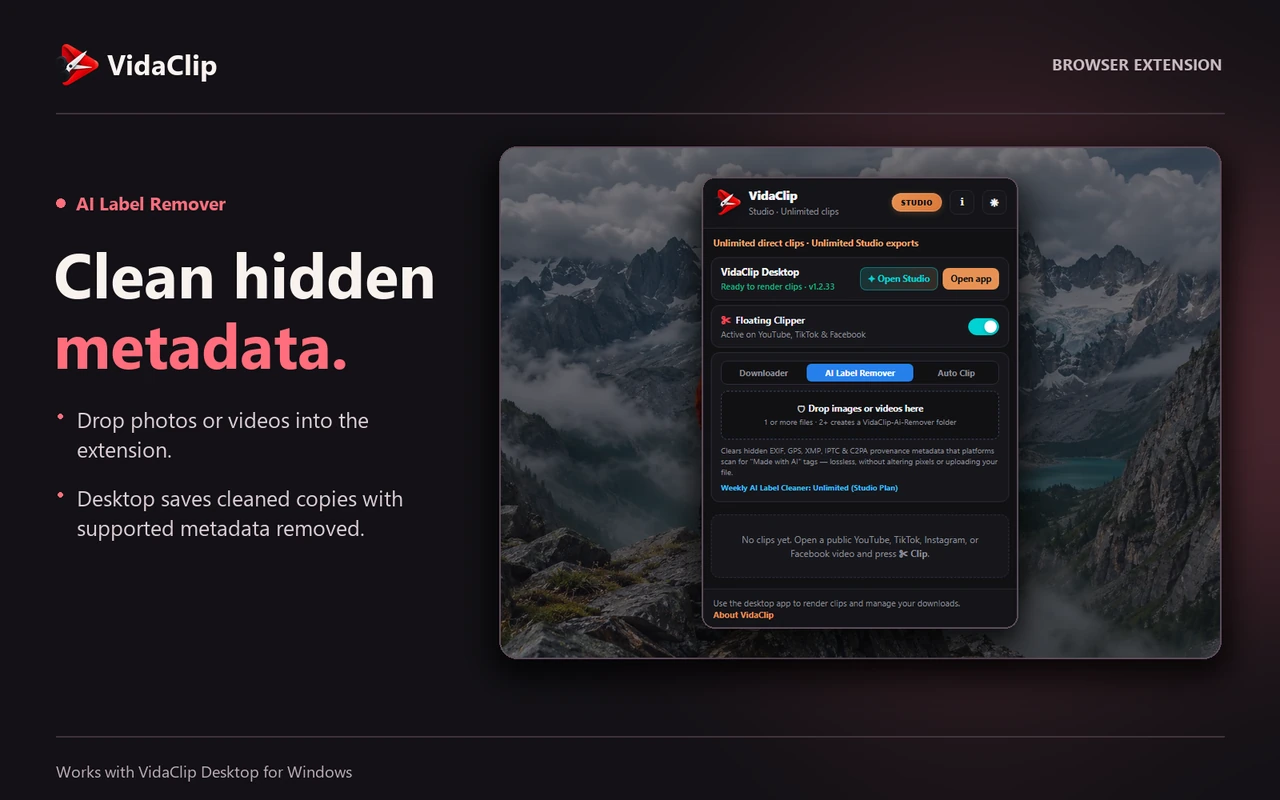 VidaClip
BROWSER EXTENSION
AI Label Remover
Clean hidden
metadata.
Drop photos or videos into the
extension.
Desktop saves cleaned copies with
supported metadata removed.
VidaClip
Studio · Unlimited clips
STUDIO
Unlimited direct clips · Unlimited Studio exports
VidaClip Desktop
Ready to render clips · v1.2.33
Open Studio
Open app
Floating Clipper
Active on YouTube, TikTok & Facebook
Downloader
AI Label Remover
Auto Clip
Drop images or videos here
1 or more files · 2+ creates a VidaClip-Ai-Remover folder
Clears hidden EXIF, GPS, XMP, IPTC & C2PA provenance metadata that platforms
scan for "Made with AI" tags — lossless, without altering pixels or uploading your
file.
Weekly AI Label Cleaner: Unlimited (Studio Plan)
No clips yet. Open a public YouTube, TikTok, Instagram, or
Facebook video and press ✂ Clip.
Use the desktop app to render clips and manage your downloads.
About VidaClip
Works with VidaClip Desktop for Windows